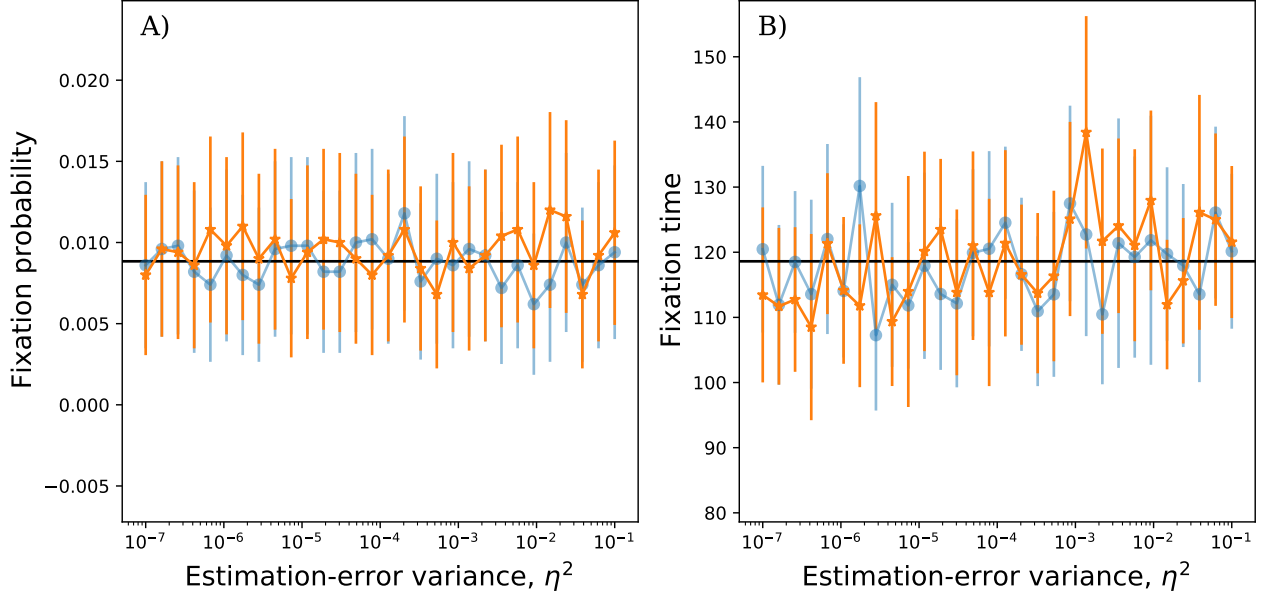 A)
Fixation probability
0.020
0.015
0.010
0.005
0.000
−0.005
10⁻⁷ 10⁻⁶ 10⁻⁵ 10⁻⁴ 10⁻³ 10⁻² 10⁻¹
Estimation-error variance, η²
B)
Fixation time
150
140
130
120
110
100
90
80
10⁻⁷ 10⁻⁶ 10⁻⁵ 10⁻⁴ 10⁻³ 10⁻² 10⁻¹
Estimation-error variance, η²